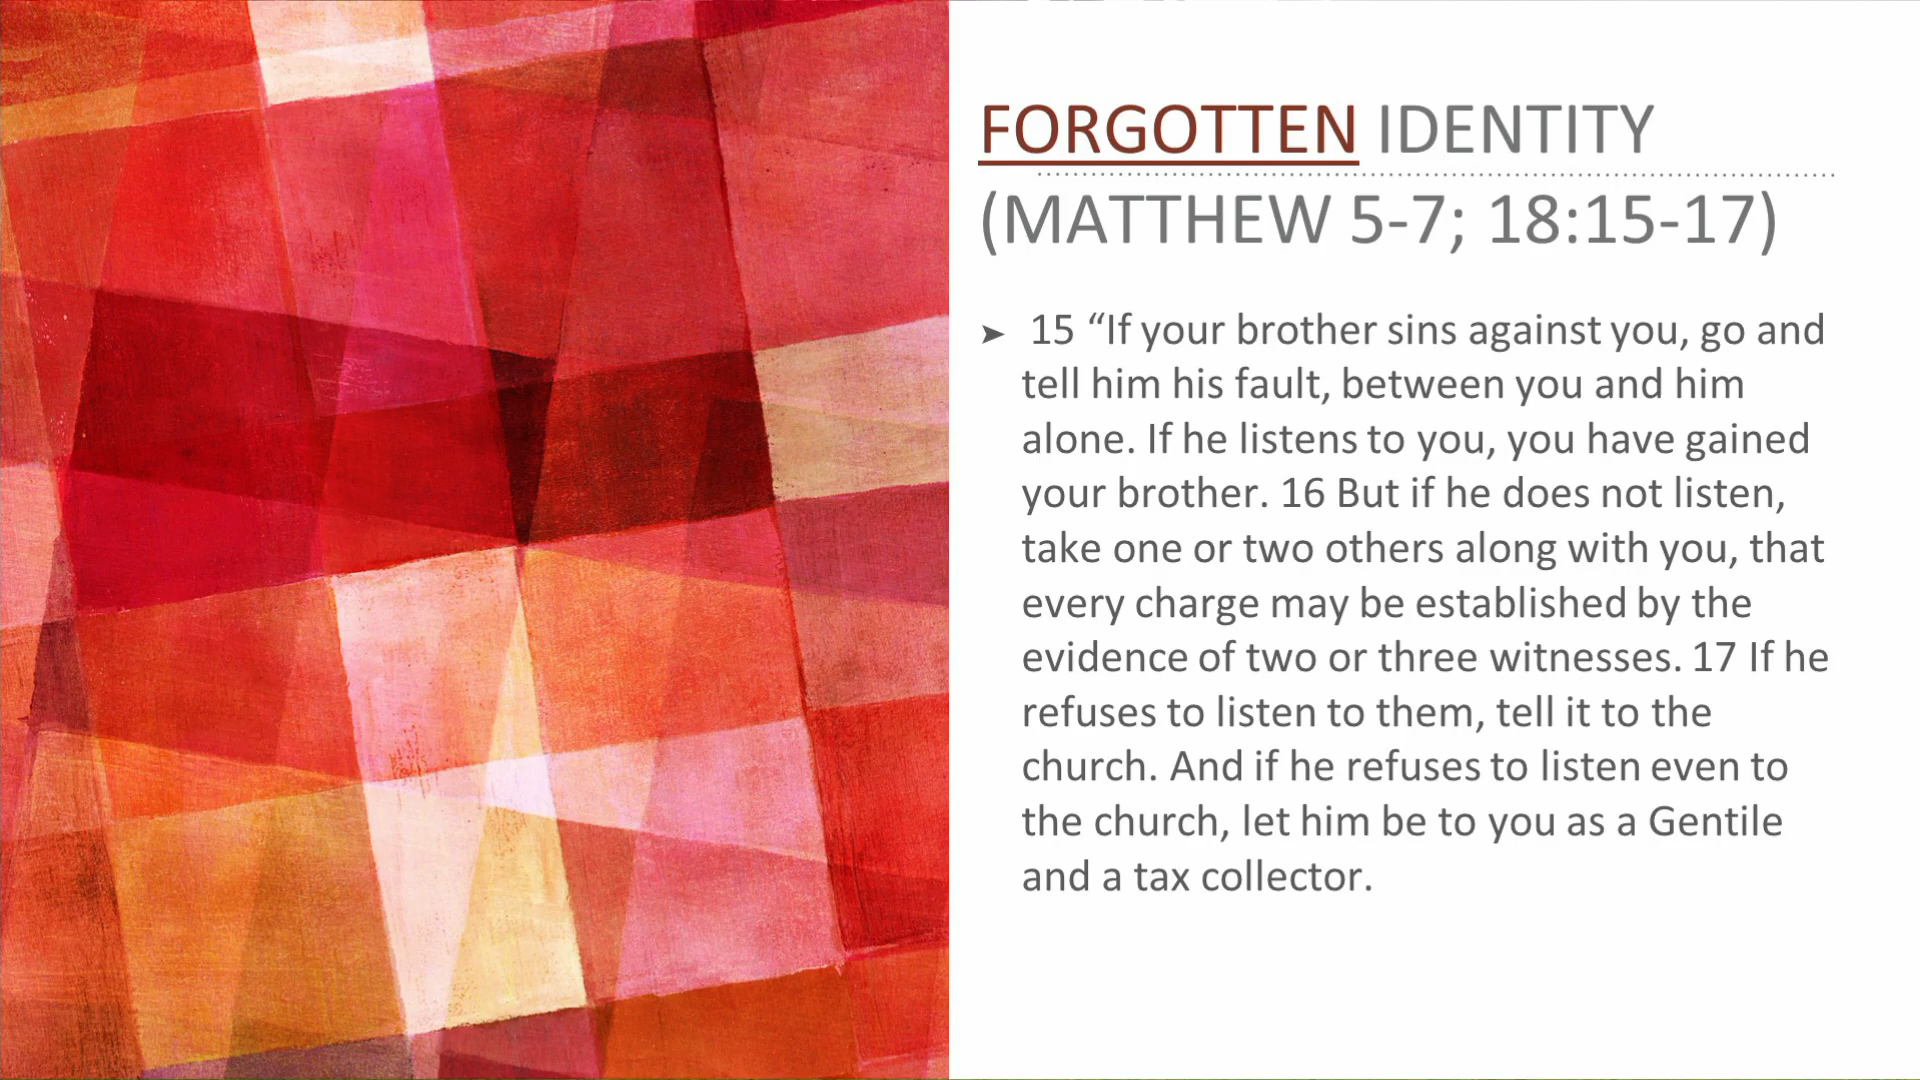 FORGOTTEN IDENTITY
(MATTHEW 5-7; 18:15-17)
➤ 15 “If your brother sins against you, go and
tell him his fault, between you and him
alone. If he listens to you, you have gained
your brother. 16 But if he does not listen,
take one or two others along with you, that
every charge may be established by the
evidence of two or three witnesses. 17 If he
refuses to listen to them, tell it to the
church. And if he refuses to listen even to
the church, let him be to you as a Gentile
and a tax collector.